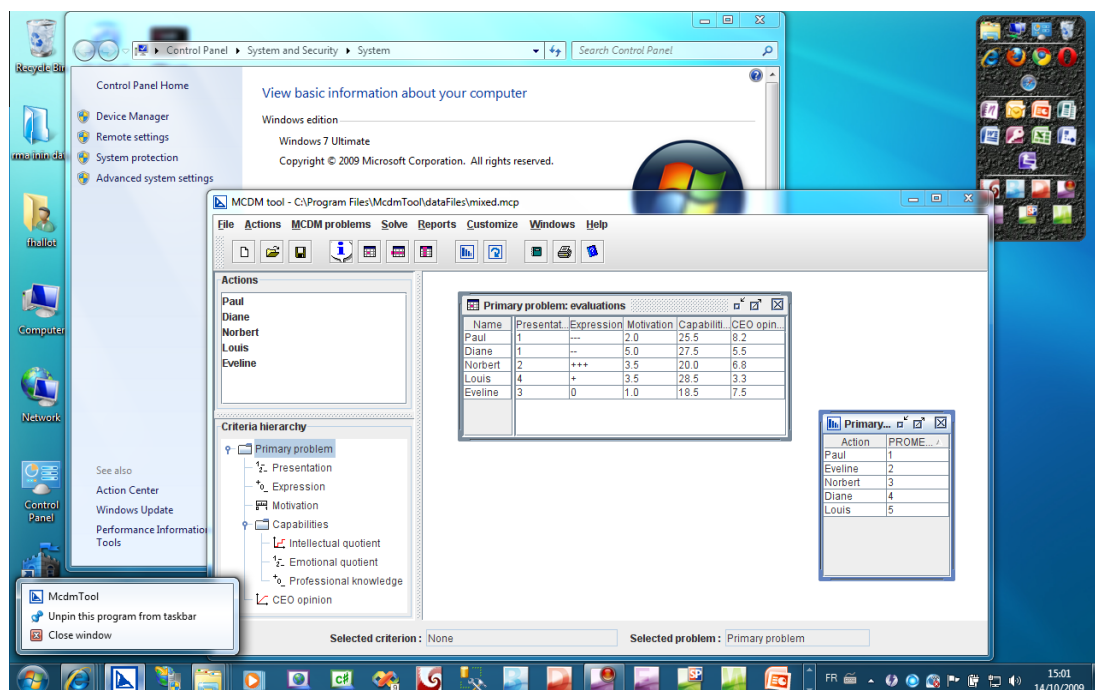 Recycle Bin
fhallot
Computer
Network
Control Panel
Control Panel ▸ System and Security ▸ System
Search Control Panel
Control Panel Home
Device Manager
Remote settings
System protection
Advanced system settings
See also
Action Center
Windows Update
Performance Information
Tools
View basic information about your computer
Windows edition
Windows 7 Ultimate
Copyright © 2009 Microsoft Corporation. All rights reserved.
MCDM tool - C:\Program Files\McdmTool\dataFiles\mixed.mcp
File Actions MCDM problems Solve Reports Customize Windows Help
Actions
Paul
Diane
Norbert
Louis
Eveline
Criteria hierarchy
Primary problem
Presentation
Expression
Motivation
Capabilities
Intellectual quotient
Emotional quotient
Professional knowledge
CEO opinion
Primary problem: evaluations
Name Presentat... Expression Motivation Capabiliti... CEO opin...
Paul 1 --- 2.0 25.5 8.2
Diane 1 -- 5.0 27.5 5.5
Norbert 2 +++ 3.5 20.0 6.8
Louis 4 + 3.5 28.5 3.3
Eveline 3 0 1.0 18.5 7.5
Primary...
Action PROME...
Paul 1
Eveline 2
Norbert 3
Diane 4
Louis 5
Selected criterion : None Selected problem : Primary problem
McdmTool
Unpin this program from taskbar
Close window
FR
15:01
14/10/2009